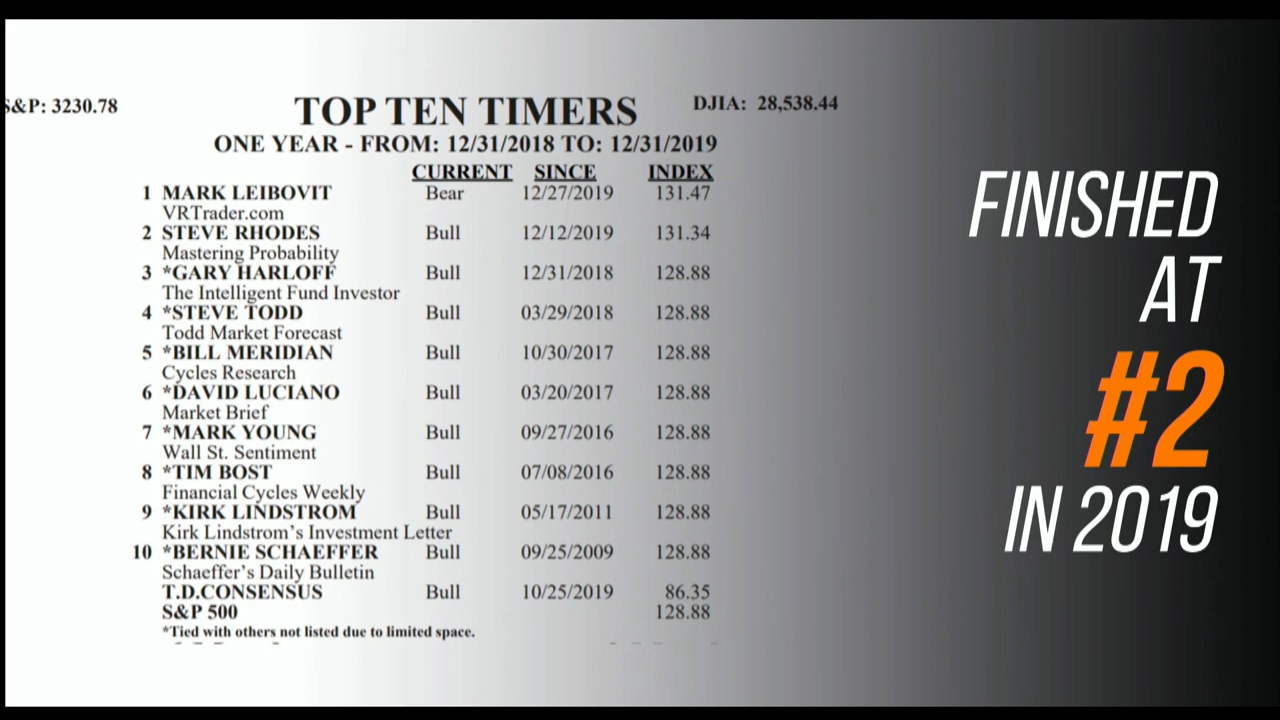 S&P: 3230.78
TOP TEN TIMERS
DJIA: 28,538.44
ONE YEAR - FROM: 12/31/2018 TO: 12/31/2019
CURRENT SINCE INDEX
1 MARK LEIBOVIT Bear 12/27/2019 131.47
VRTrader.com
2 STEVE RHODES Bull 12/12/2019 131.34
Mastering Probability
3 *GARY HARLOFF Bull 12/31/2018 128.88
The Intelligent Fund Investor
4 *STEVE TODD Bull 03/29/2018 128.88
Todd Market Forecast
5 *BILL MERIDIAN Bull 10/30/2017 128.88
Cycles Research
6 *DAVID LUCIANO Bull 03/20/2017 128.88
Market Brief
7 *MARK YOUNG Bull 09/27/2016 128.88
Wall St. Sentiment
8 *TIM BOST Bull 07/08/2016 128.88
Financial Cycles Weekly
9 *KIRK LINDSTROM Bull 05/17/2011 128.88
Kirk Lindstrom’s Investment Letter
10 *BERNIE SCHAEFFER Bull 09/25/2009 128.88
Schaeffer’s Daily Bulletin
T.D.CONSENSUS Bull 10/25/2019 86.35
S&P 500 128.88
*Tied with others not listed due to limited space.
FINISHED
AT
#2
IN 2019